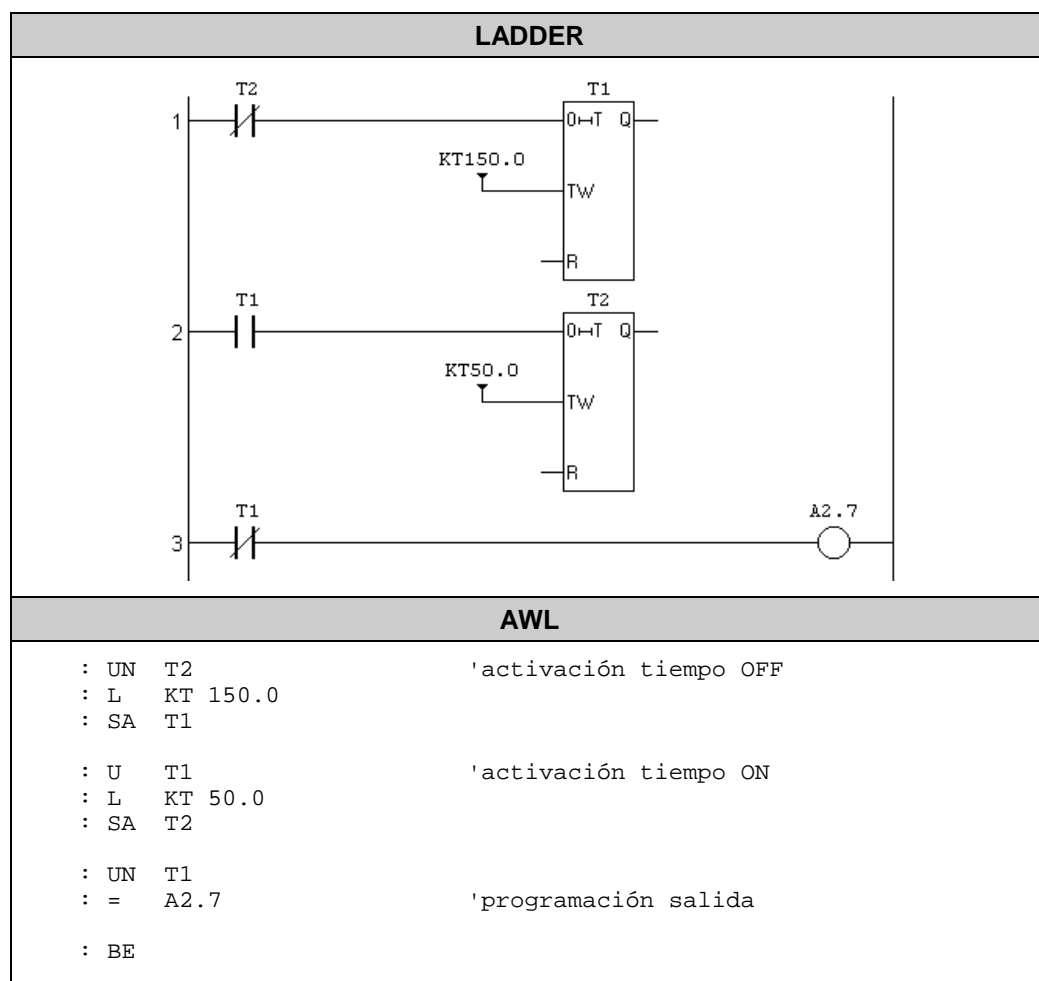 LADDER
T2 T1
1 0⊢⊣T Q
KT150.0
TW
R
T1 T2
2 0⊢⊣T Q
KT50.0
TW
R
T1 A2.7
3
AWL
: UN T2 'activación tiempo OFF
: L KT 150.0
: SA T1
: U T1 'activación tiempo ON
: L KT 50.0
: SA T2
: UN T1
: = A2.7 'programación salida
: BE